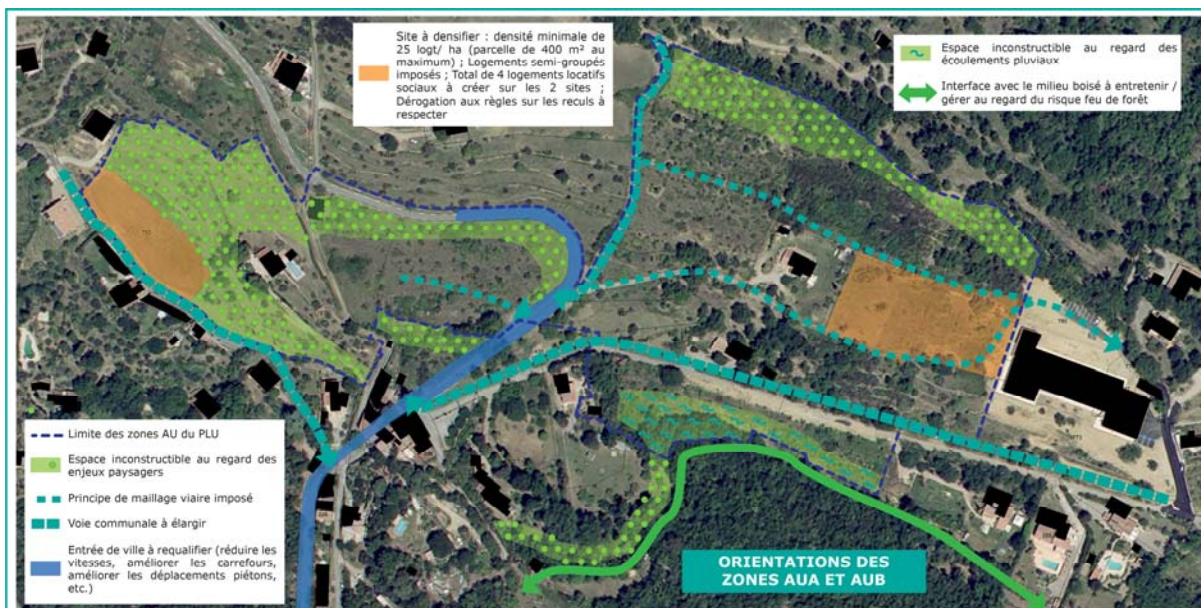 Site à densifier : densité minimale de
25 logt/ ha (parcelle de 400 m² au
maximum) ; Logements semi-groupés
imposés ; Total de 4 logements locatifs
sociaux à créer sur les 2 sites ;
Dérogation aux règles sur les reculs à
respecter
Espace inconstructible au regard des
écoulements pluviaux
Interface avec le milieu boisé à entretenir /
gérer au regard du risque feu de forêt
Limite des zones AU du PLU
Espace inconstructible au regard des
enjeux paysagers
Principe de maillage viaire imposé
Voie communale à élargir
Entrée de ville à requalifier (réduire les
vitesses, améliorer les carrefours,
améliorer les déplacements piétons,
etc.)
ORIENTATIONS DES
ZONES AUA ET AUB